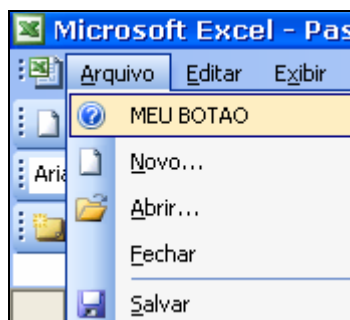 Microsoft Excel - Pas
Arquivo Editar Exibir
MEU BOTAO
Novo...
Aria
Abrir...
Fechar
Salvar